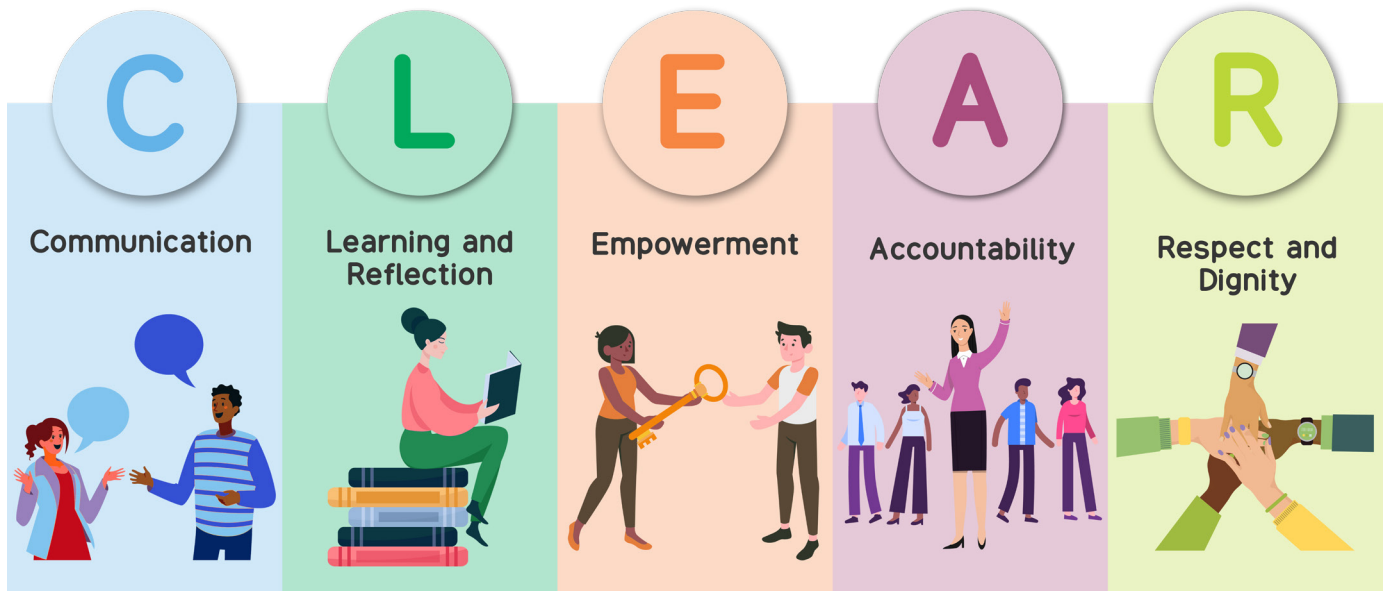 C
Communication
L
Learning and
Reflection
E
Empowerment
A
Accountability
R
Respect and
Dignity